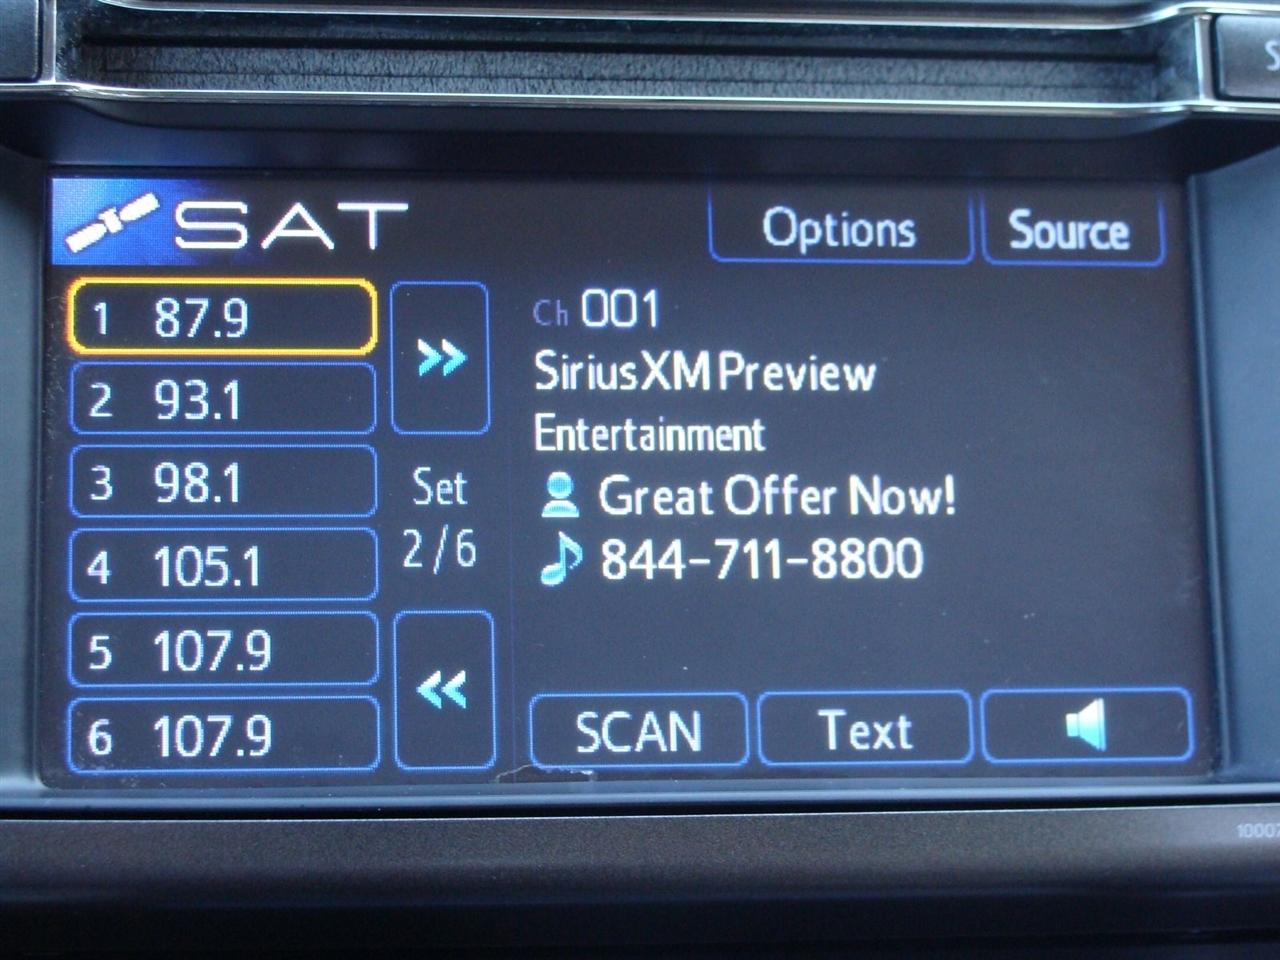 SAT
Options
Source
1 87.9
2 93.1
3 98.1
4 105.1
5 107.9
6 107.9
Set
2/6
Ch 001
SiriusXM Preview
Entertainment
Great Offer Now!
844-711-8800
SCAN
Text